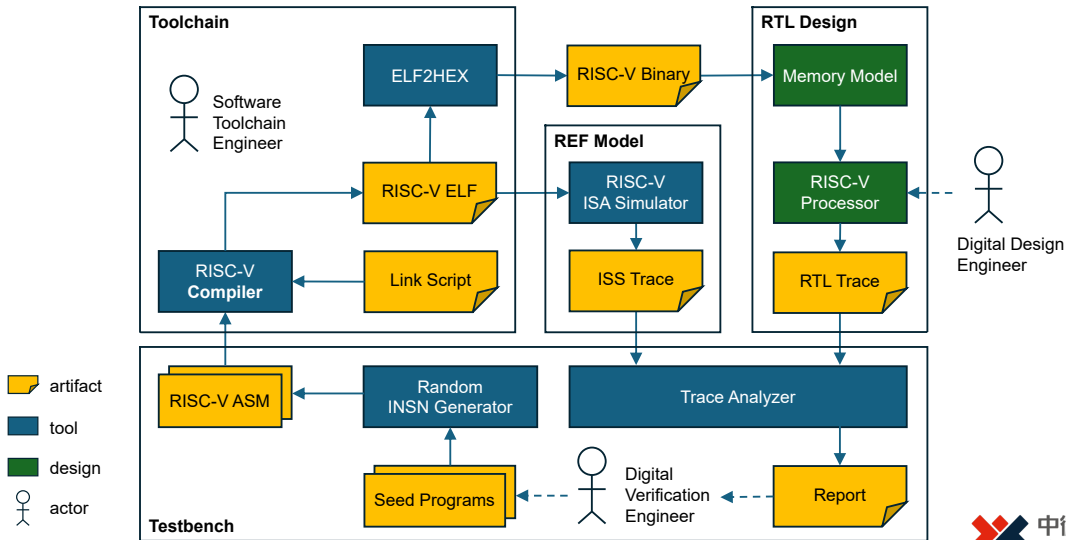 Toolchain
RTL Design
ELF2HEX
RISC-V Binary
Memory Model
Software
Toolchain
Engineer
REF Model
RISC-V ELF
RISC-V
ISA Simulator
RISC-V
Processor
Digital Design
Engineer
RISC-V
Compiler
Link Script
ISS Trace
RTL Trace
artifact
tool
design
actor
RISC-V ASM
Random
INSN Generator
Trace Analyzer
Seed Programs
Digital
Verification
Engineer
Report
Testbench
中